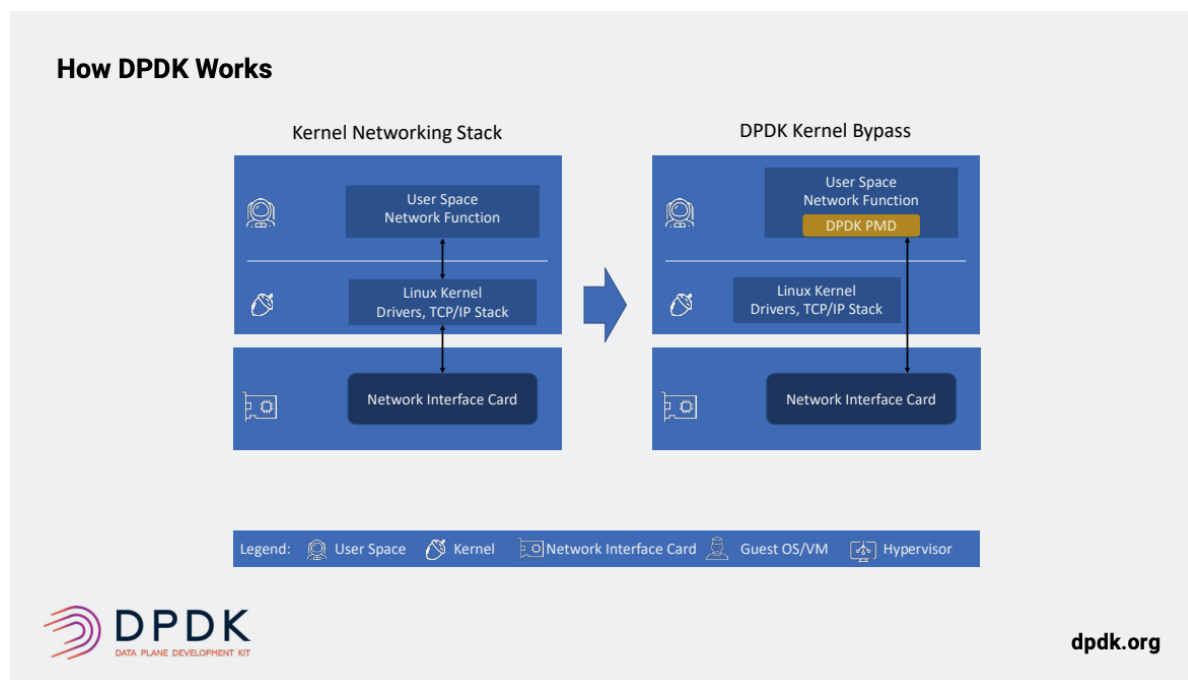 How DPDK Works
Kernel Networking Stack
User Space
Network Function
Linux Kernel
Drivers, TCP/IP Stack
Network Interface Card
DPDK Kernel Bypass
User Space
Network Function
DPDK PMD
Linux Kernel
Drivers, TCP/IP Stack
Network Interface Card
Legend: User Space Kernel Network Interface Card Guest OS/VM Hypervisor
DPDK
DATA PLANE DEVELOPMENT KIT
dpdk.org